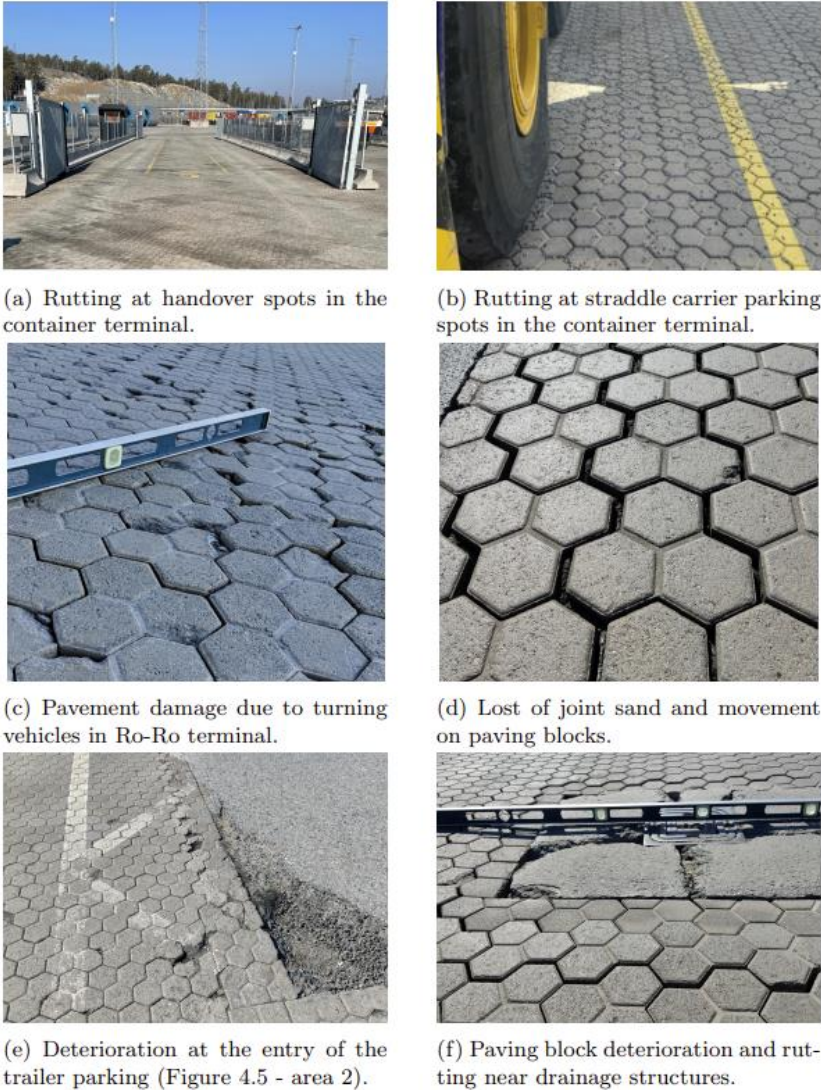 (a) Rutting at handover spots in the
container terminal.
(b) Rutting at straddle carrier parking
spots in the container terminal.
(c) Pavement damage due to turning
vehicles in Ro-Ro terminal.
(d) Lost of joint sand and movement
on paving blocks.
(e) Deterioration at the entry of the
trailer parking (Figure 4.5 - area 2).
(f) Paving block deterioration and rut-
ting near drainage structures.